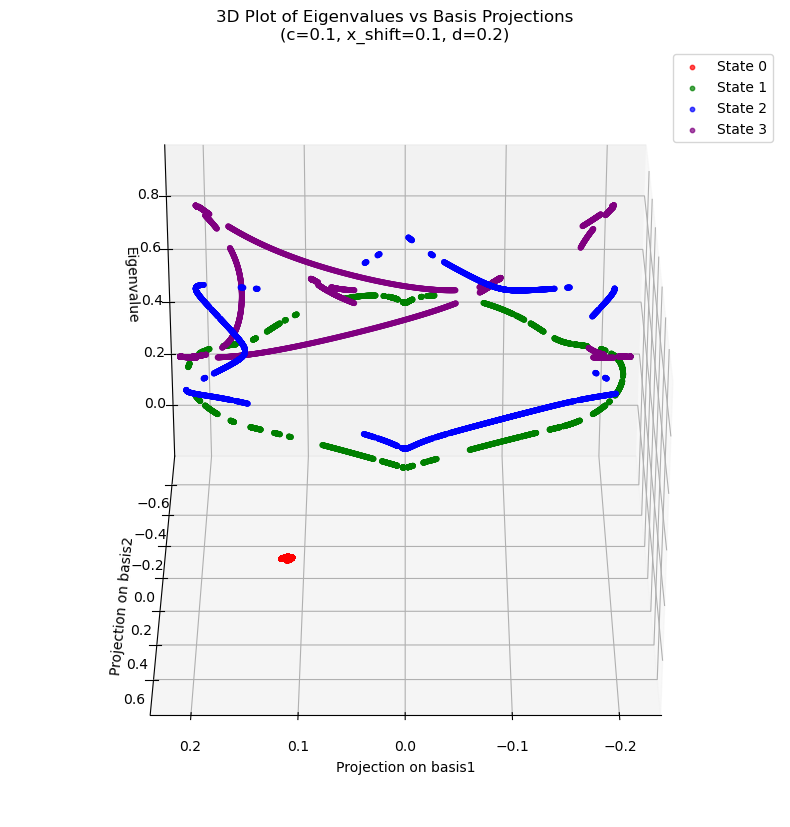 3D Plot of Eigenvalues vs Basis Projections
(c=0.1, x_shift=0.1, d=0.2)
State 0
State 1
State 2
State 3
0.8
0.6
0.4
0.2
0.0
Eigenvalue
−0.6
−0.4
−0.2
0.0
0.2
0.4
0.6
Projection on basis2
0.2
0.1
0.0
−0.1
−0.2
Projection on basis1